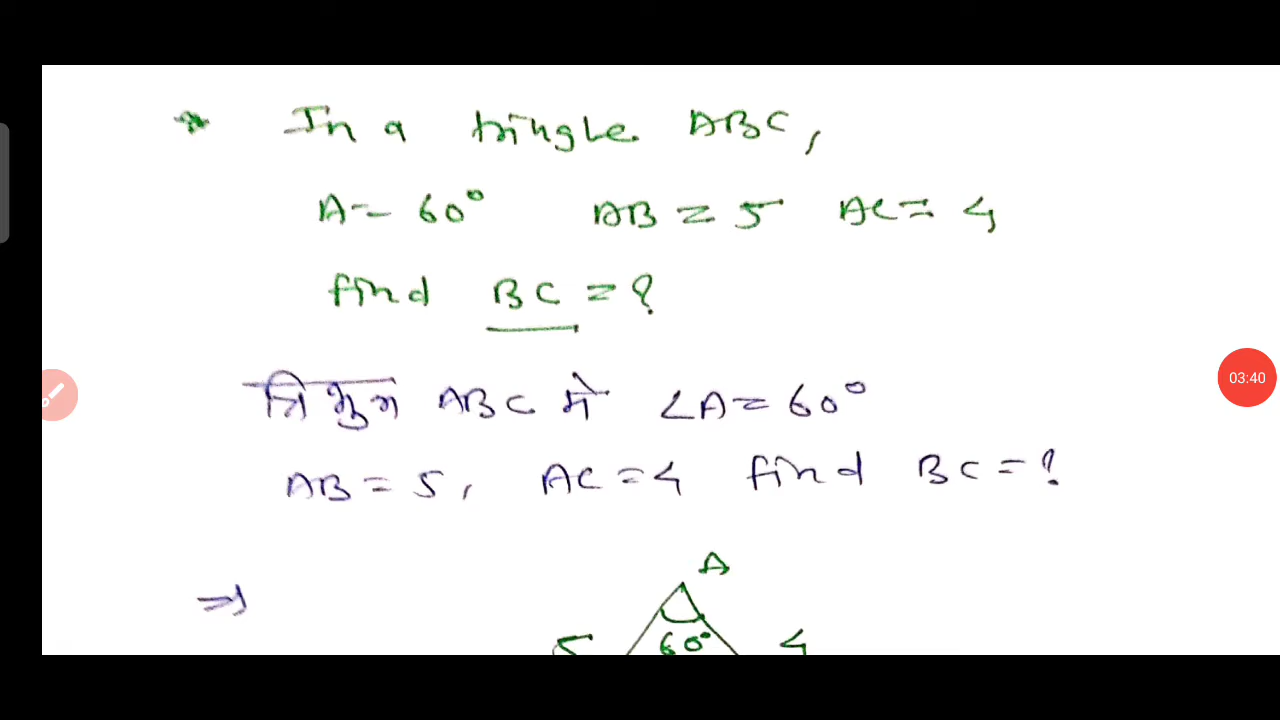 In a tringle ABC,
A = 60° AB = 5 AC = 4
find BC = ?
त्रिभुज ABC मे ∠A = 60°
AB = 5, AC = 4 find BC = ?
⇒
A
5 60° 4
03:40